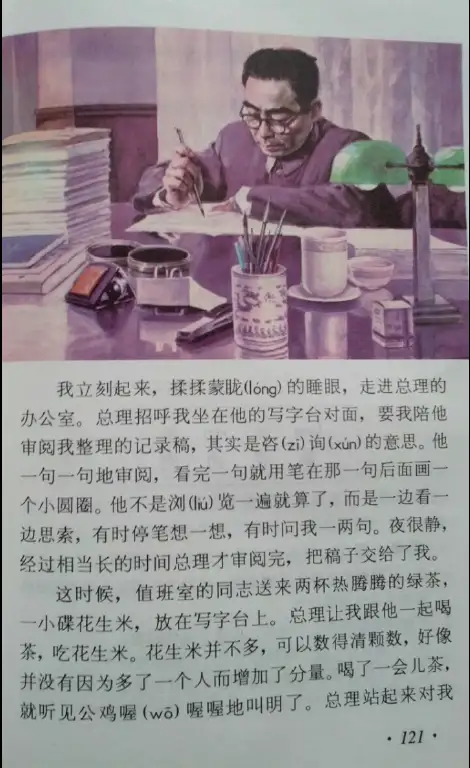 我立刻起来，揉揉蒙眬(lóng)的睡眼，走进总理的
办公室。总理招呼我坐在他的写字台对面，要我陪他
审阅我整理的记录稿，其实是咨(zī)询(xún)的意思。他
一句一句地审阅，看完一句就用笔在那一句后面画一
个小圆圈。他不是浏(liú)览一遍就算了，而是一边看一
边思索，有时停笔想一想，有时问我一两句。夜很静，
经过相当长的时间总理才审阅完，把稿子交给了我。
这时候，值班室的同志送来两杯热腾腾的绿茶，
一小碟花生米，放在写字台上。总理让我跟他一起喝
茶，吃花生米。花生米并不多，可以数得清颗数，好像
并没有因为多了一个人而增加了分量。喝了一会儿茶，
就听见公鸡喔(wō)喔喔地叫明了。总理站起来对我
·121·